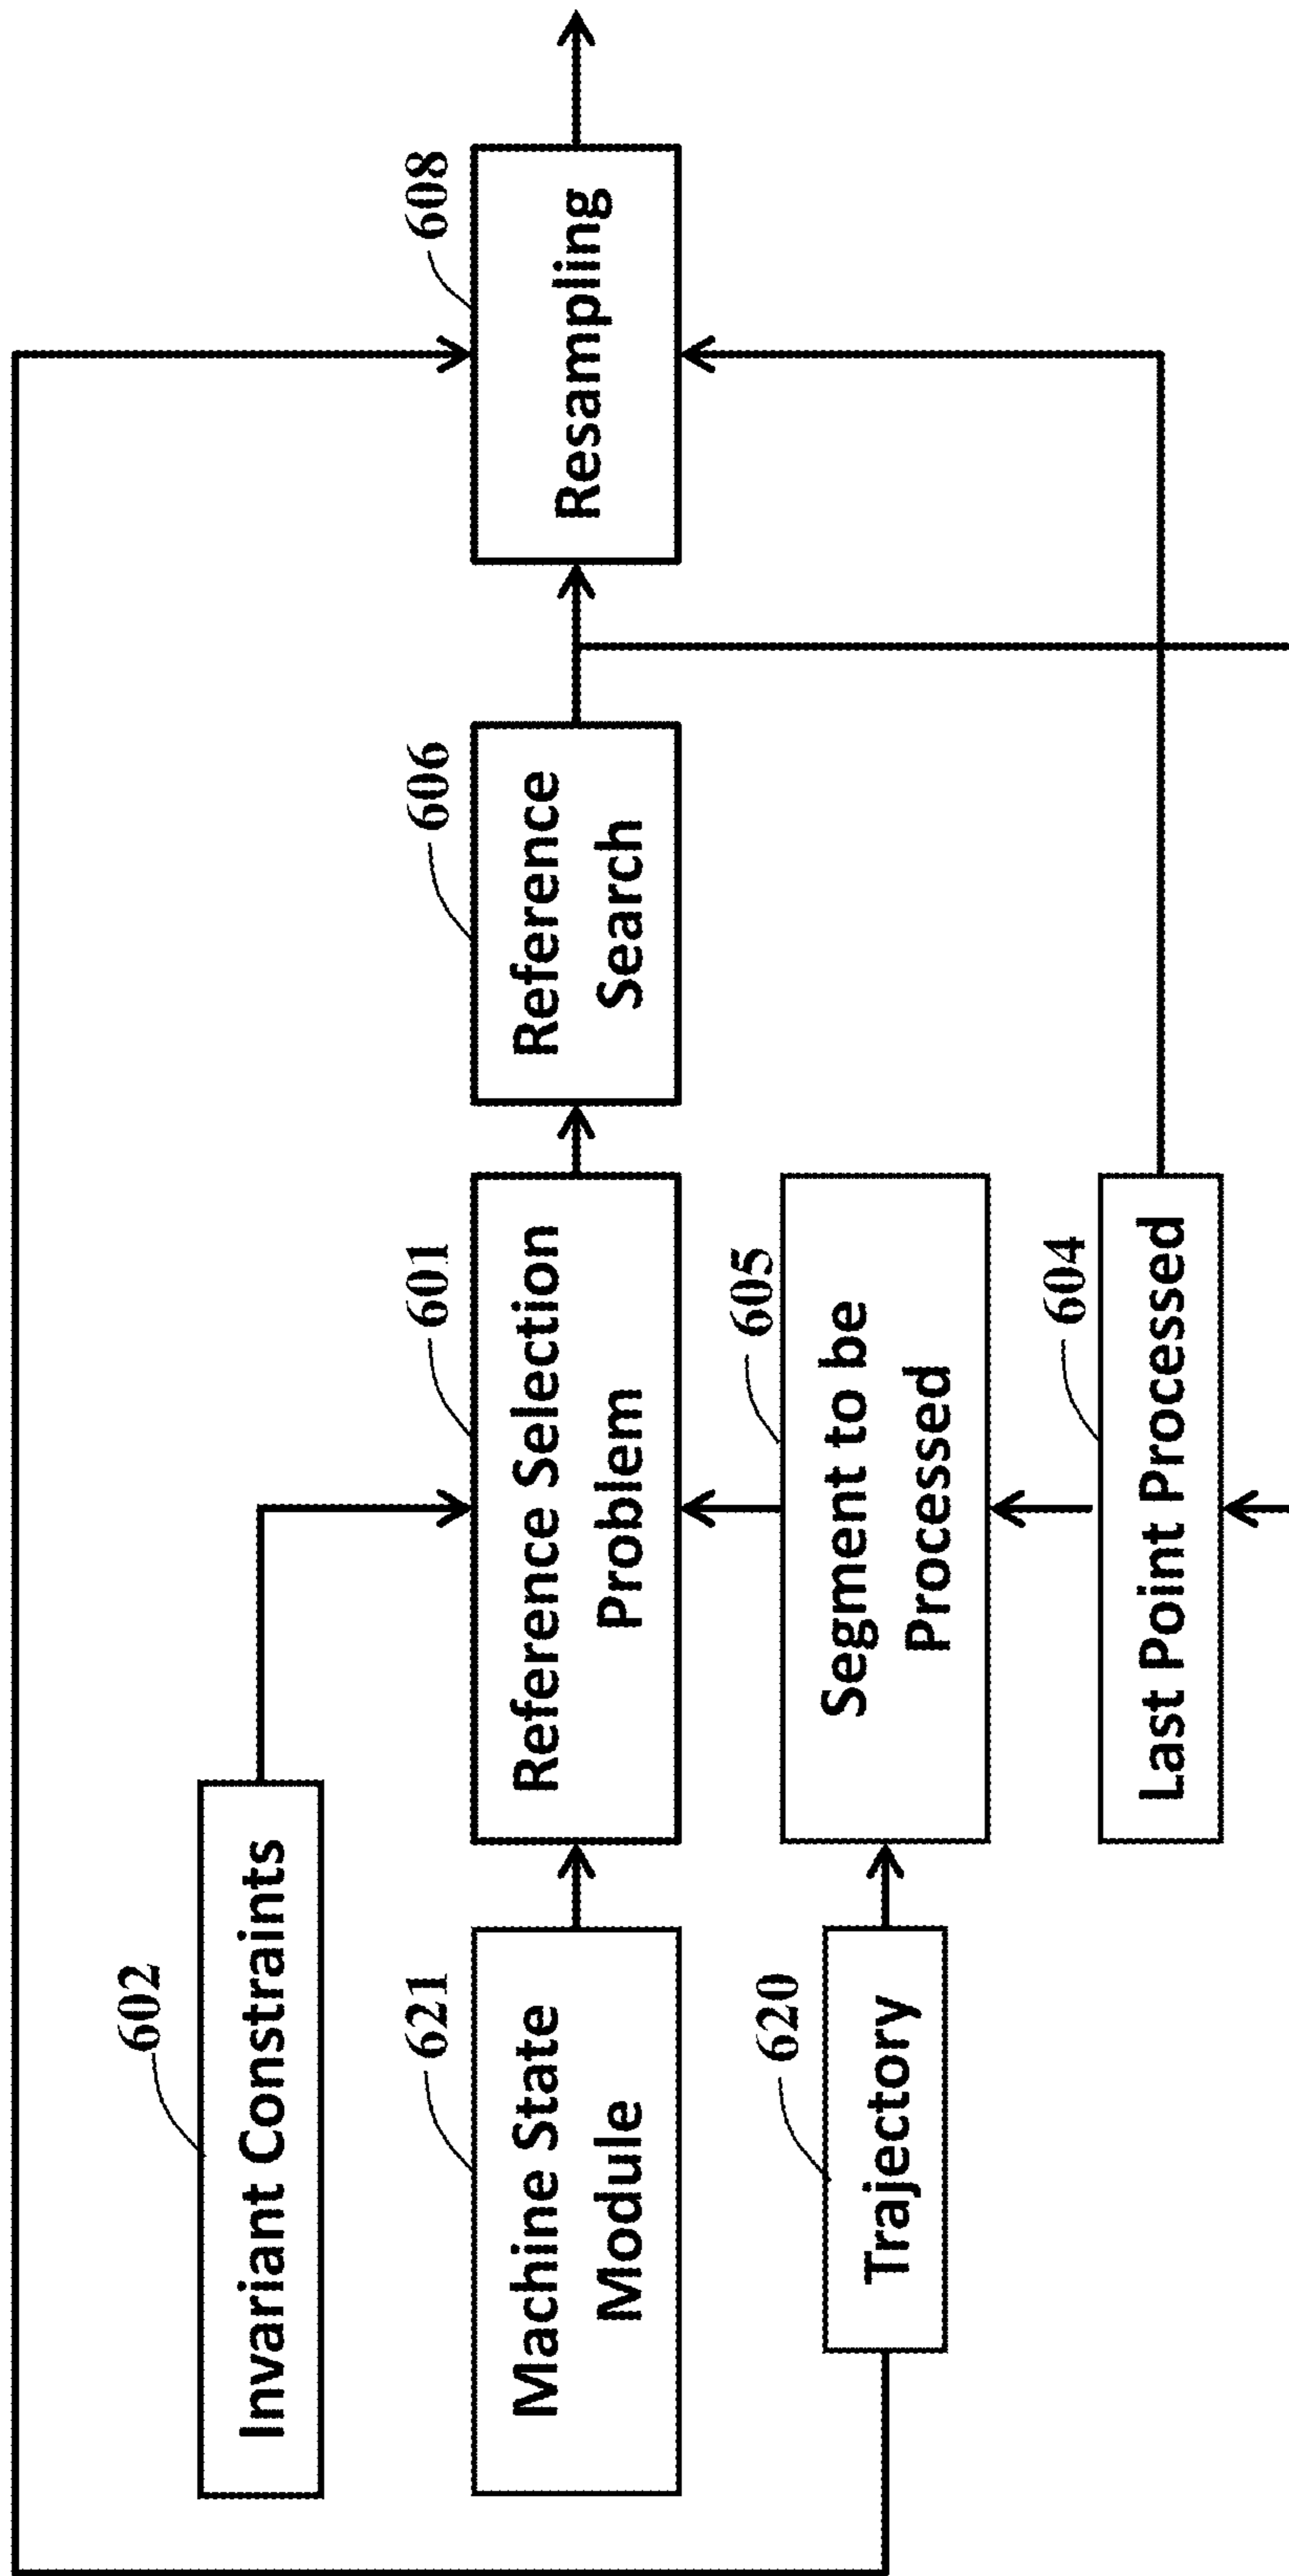 602
Invariant Constraints
621
Machine State
Module
601
Reference Selection
Problem
606
Reference
Search
608
Resampling
620
Trajectory
605
Segment to be
Processed
604
Last Point Processed